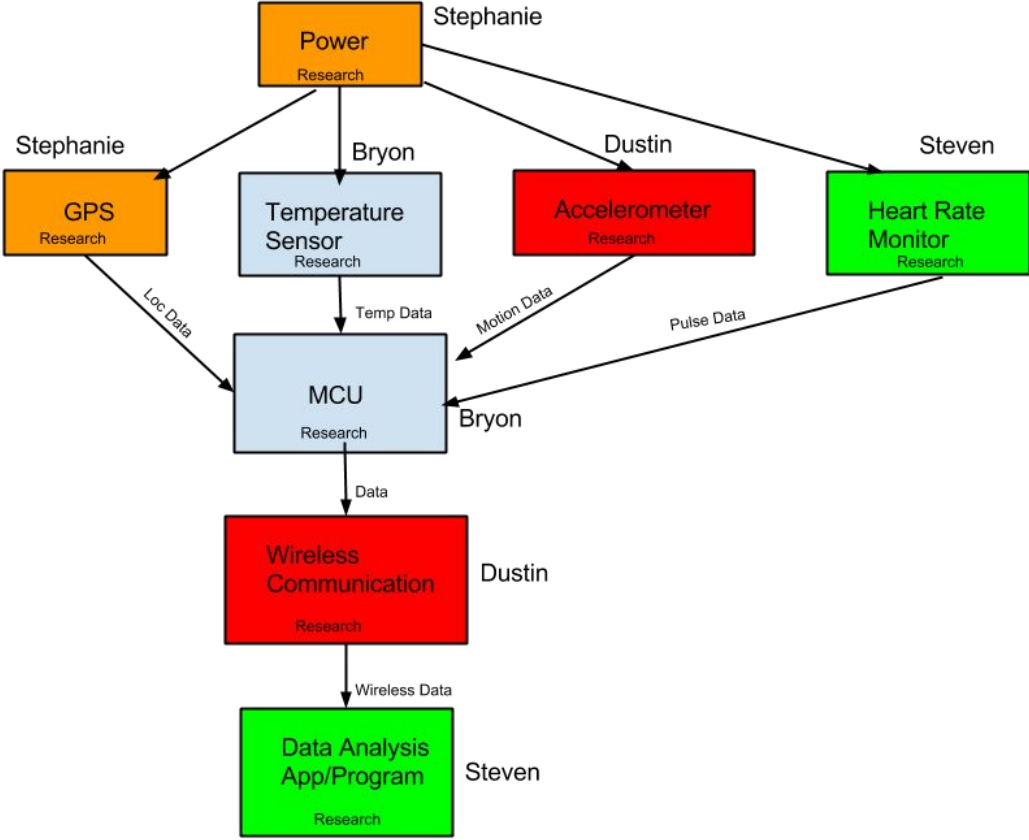 Stephanie
Power
Research
Stephanie
Bryon
Dustin
Steven
GPS
Research
Temperature
Sensor
Research
Accelerometer
Research
Heart Rate
Monitor
Research
Loc Data
Temp Data
Motion Data
Pulse Data
MCU
Research
Bryon
Data
Wireless
Communication
Research
Dustin
Wireless Data
Data Analysis
App/Program
Research
Steven